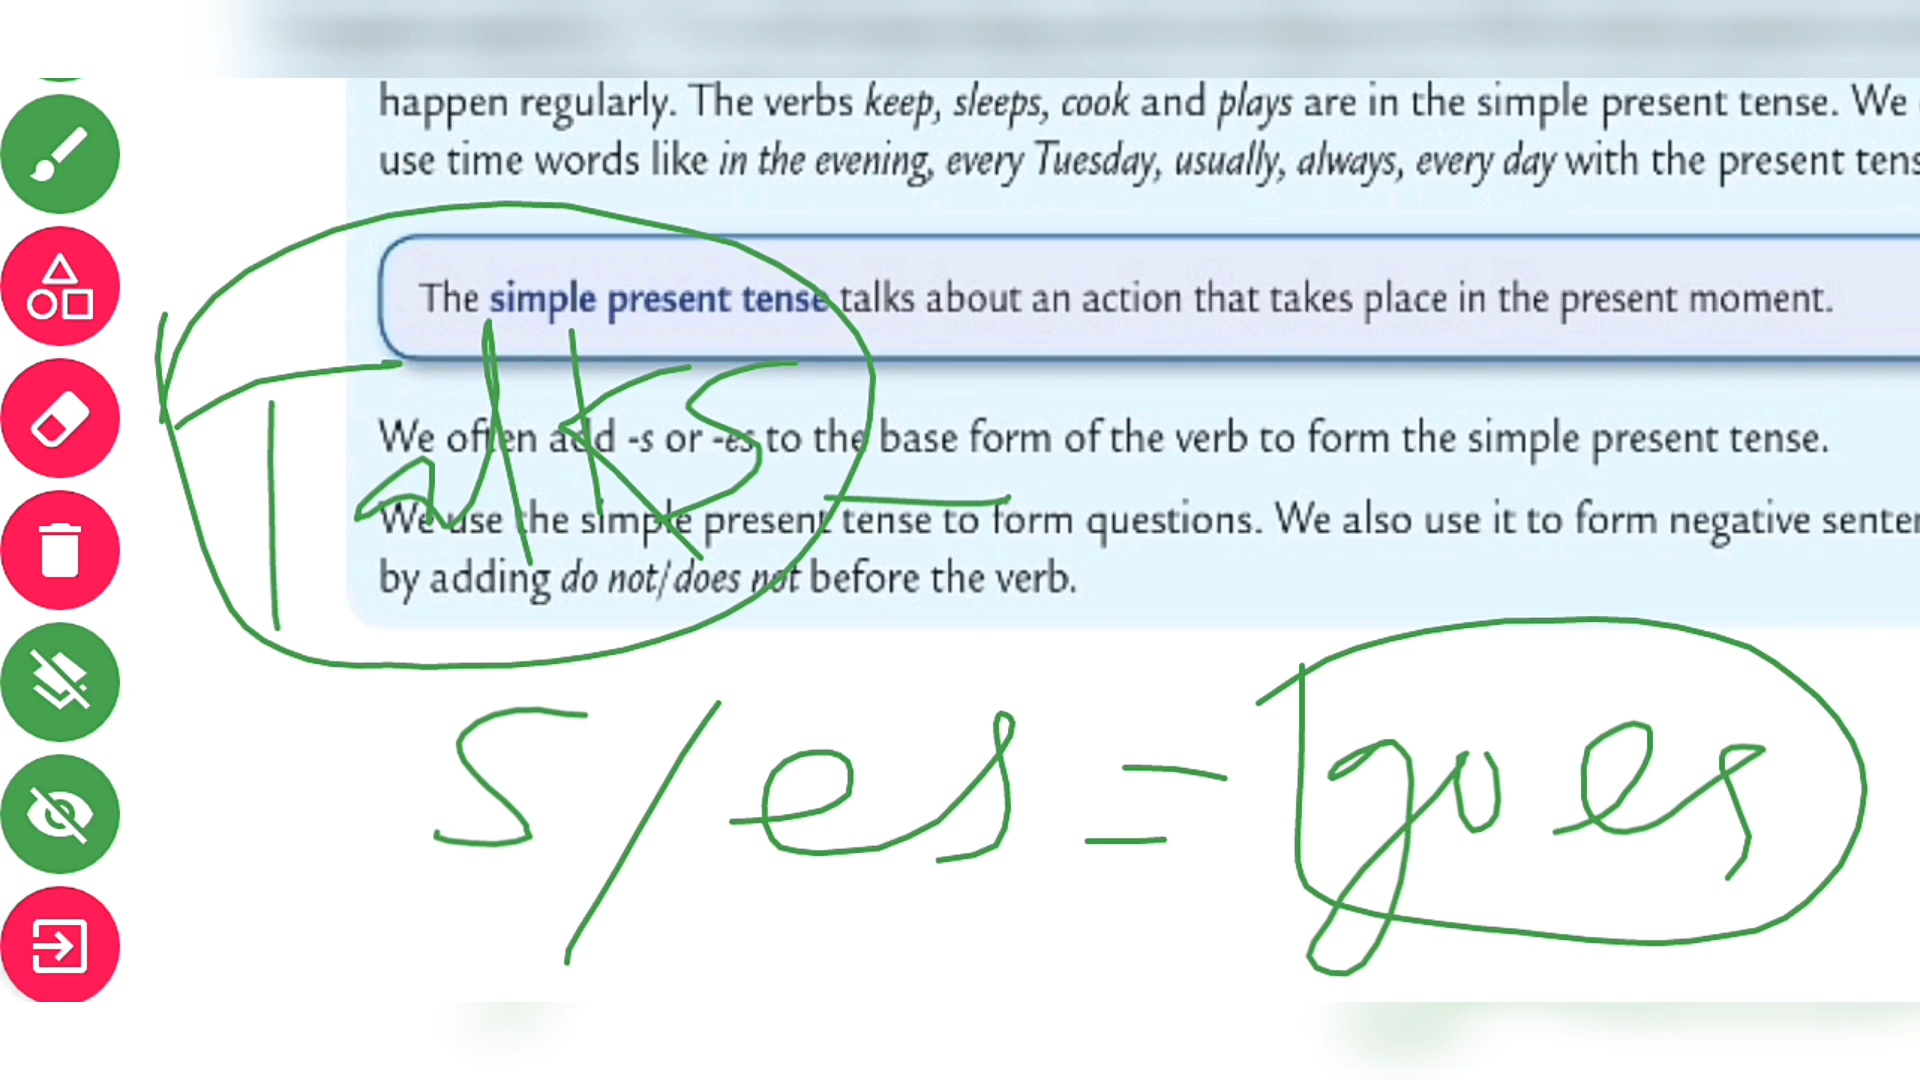 happen regularly. The verbs keep, sleeps, cook and plays are in the simple present tense. We
use time words like in the evening, every Tuesday, usually, always, every day with the present tens
The simple present tense talks about an action that takes place in the present moment.
We often add -s or -es to the base form of the verb to form the simple present tense.
We use the simple present tense to form questions. We also use it to form negative senten
by adding do not/does not before the verb.
Talks
s/es = goes